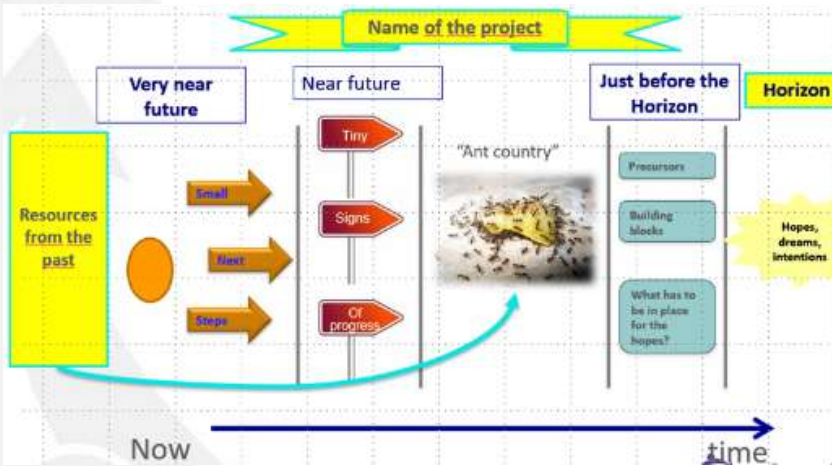 Name of the project
Very near
future
Near future
Just before the
Horizon
Horizon
Resources
from the
past
Small
Next
Steps
Tiny
Signs
Of
progress
"Ant country"
Precursors
Building
blocks
What has to
be in place
for the
hopes?
Hopes,
dreams,
intentions
Now
time